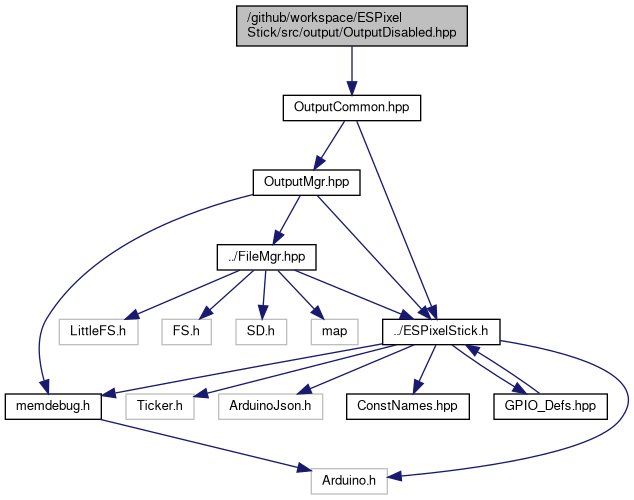 /github/workspace/ESPixel
Stick/src/output/OutputDisabled.hpp
OutputCommon.hpp
OutputMgr.hpp
../FileMgr.hpp
LittleFS.h
FS.h
SD.h
map
../ESPixelStick.h
memdebug.h
Ticker.h
ArduinoJson.h
ConstNames.hpp
GPIO_Defs.hpp
Arduino.h